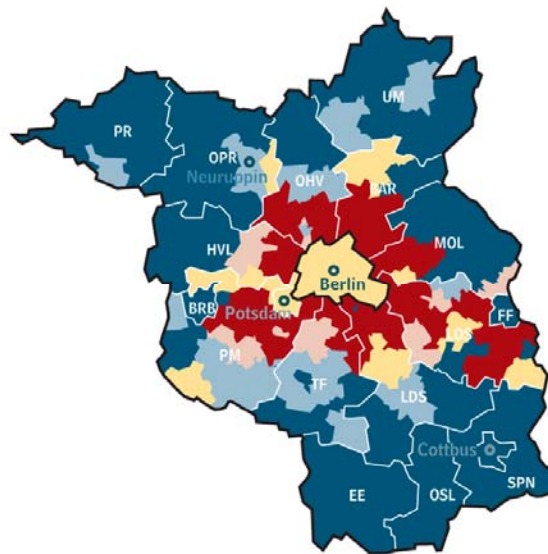 UM
PR
OPR
Neuruppin
OHV
BAR
HVL
MOL
Berlin
BRB
Potsdam
FF
LOS
PM
TF
LDS
Cottbus
SPN
EE
OSL